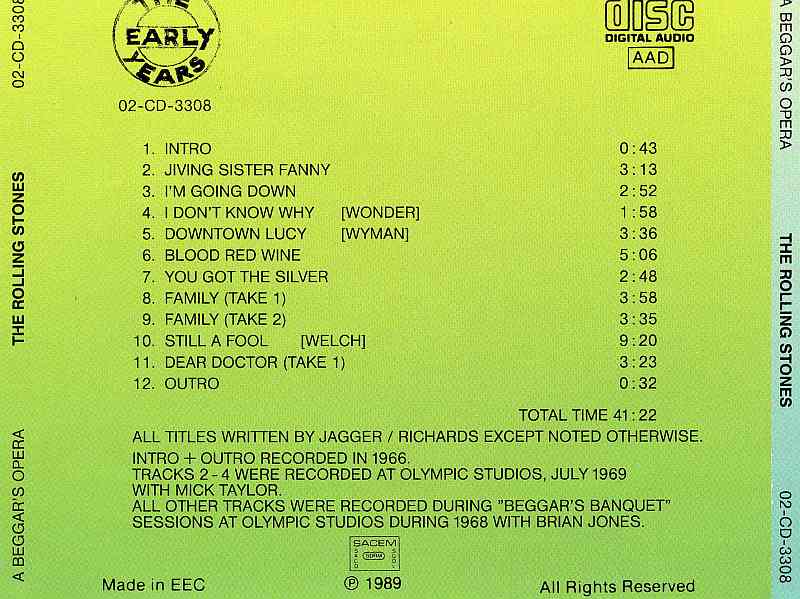 THE
EARLY
YEARS
02-CD-3308
DISC
DIGITAL AUDIO
AAD
1. INTRO 0:43
2. JIVING SISTER FANNY 3:13
3. I'M GOING DOWN 2:52
4. I DON'T KNOW WHY [WONDER] 1:58
5. DOWNTOWN LUCY [WYMAN] 3:36
6. BLOOD RED WINE 5:06
7. YOU GOT THE SILVER 2:48
8. FAMILY (TAKE 1) 3:58
9. FAMILY (TAKE 2) 3:35
10. STILL A FOOL [WELCH] 9:20
11. DEAR DOCTOR (TAKE 1) 3:23
12. OUTRO 0:32
TOTAL TIME 41:22
ALL TITLES WRITTEN BY JAGGER / RICHARDS EXCEPT NOTED OTHERWISE.
INTRO + OUTRO RECORDED IN 1966.
TRACKS 2-4 WERE RECORDED AT OLYMPIC STUDIOS, JULY 1969
WITH MICK TAYLOR.
ALL OTHER TRACKS WERE RECORDED DURING "BEGGAR'S BANQUET"
SESSIONS AT OLYMPIC STUDIOS DURING 1968 WITH BRIAN JONES.
SACEM
Made in EEC
℗ 1989
All Rights Reserved
A BEGGAR'S OPERA
THE ROLLING STONES
02-CD-3308
A BEGGAR'S OPERA
THE ROLLING STONES
02-CD-3308